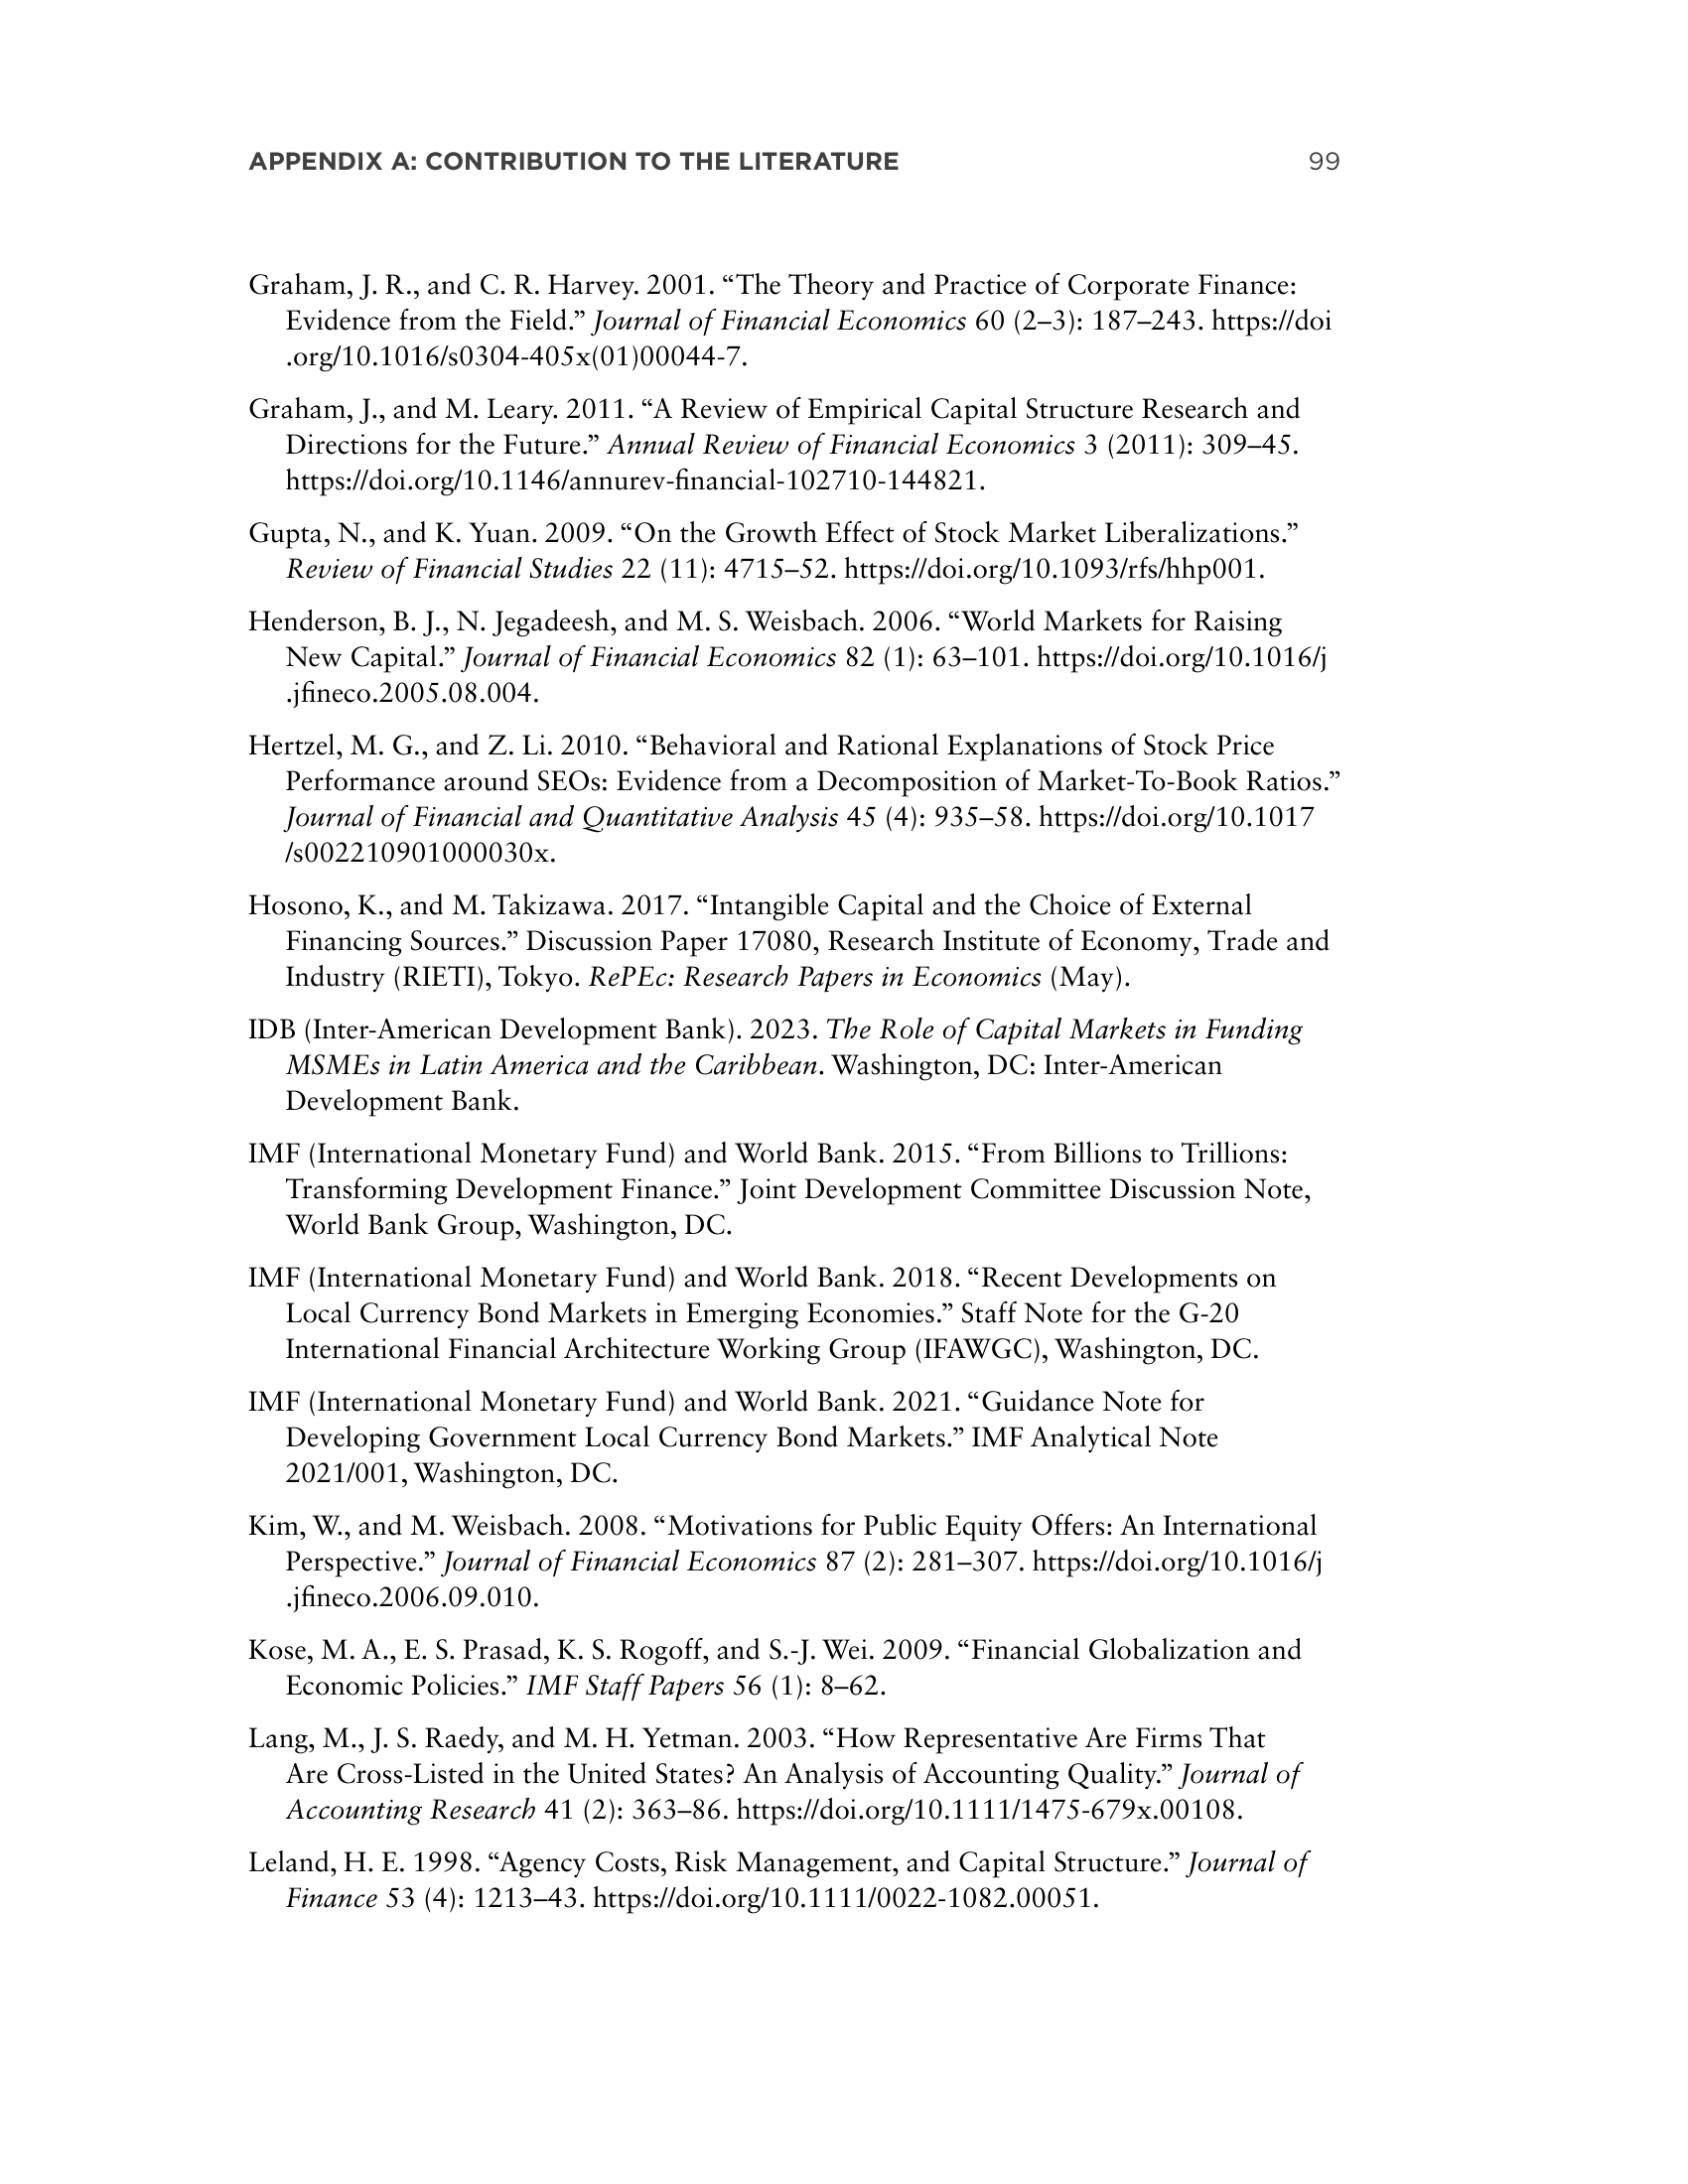 APPENDIX A: CONTRIBUTION TO THE LITERATURE 99
Graham, J. R., and C. R. Harvey. 2001. “The Theory and Practice of Corporate Finance:
Evidence from the Field.” Journal of Financial Economics 60 (2–3): 187–243. https://doi
.org/10.1016/s0304-405x(01)00044-7.
Graham, J., and M. Leary. 2011. “A Review of Empirical Capital Structure Research and
Directions for the Future.” Annual Review of Financial Economics 3 (2011): 309–45.
https://doi.org/10.1146/annurev-financial-102710-144821.
Gupta, N., and K. Yuan. 2009. “On the Growth Effect of Stock Market Liberalizations.”
Review of Financial Studies 22 (11): 4715–52. https://doi.org/10.1093/rfs/hhp001.
Henderson, B. J., N. Jegadeesh, and M. S. Weisbach. 2006. “World Markets for Raising
New Capital.” Journal of Financial Economics 82 (1): 63–101. https://doi.org/10.1016/j
.jfineco.2005.08.004.
Hertzel, M. G., and Z. Li. 2010. “Behavioral and Rational Explanations of Stock Price
Performance around SEOs: Evidence from a Decomposition of Market-To-Book Ratios.”
Journal of Financial and Quantitative Analysis 45 (4): 935–58. https://doi.org/10.1017
/s002210901000030x.
Hosono, K., and M. Takizawa. 2017. “Intangible Capital and the Choice of External
Financing Sources.” Discussion Paper 17080, Research Institute of Economy, Trade and
Industry (RIETI), Tokyo. RePEc: Research Papers in Economics (May).
IDB (Inter-American Development Bank). 2023. The Role of Capital Markets in Funding
MSMEs in Latin America and the Caribbean. Washington, DC: Inter-American
Development Bank.
IMF (International Monetary Fund) and World Bank. 2015. “From Billions to Trillions:
Transforming Development Finance.” Joint Development Committee Discussion Note,
World Bank Group, Washington, DC.
IMF (International Monetary Fund) and World Bank. 2018. “Recent Developments on
Local Currency Bond Markets in Emerging Economies.” Staff Note for the G-20
International Financial Architecture Working Group (IFAWGC), Washington, DC.
IMF (International Monetary Fund) and World Bank. 2021. “Guidance Note for
Developing Government Local Currency Bond Markets.” IMF Analytical Note
2021/001, Washington, DC.
Kim, W., and M. Weisbach. 2008. “Motivations for Public Equity Offers: An International
Perspective.” Journal of Financial Economics 87 (2): 281–307. https://doi.org/10.1016/j
.jfineco.2006.09.010.
Kose, M. A., E. S. Prasad, K. S. Rogoff, and S.-J. Wei. 2009. “Financial Globalization and
Economic Policies.” IMF Staff Papers 56 (1): 8–62.
Lang, M., J. S. Raedy, and M. H. Yetman. 2003. “How Representative Are Firms That
Are Cross-Listed in the United States? An Analysis of Accounting Quality.” Journal of
Accounting Research 41 (2): 363–86. https://doi.org/10.1111/1475-679x.00108.
Leland, H. E. 1998. “Agency Costs, Risk Management, and Capital Structure.” Journal of
Finance 53 (4): 1213–43. https://doi.org/10.1111/0022-1082.00051.